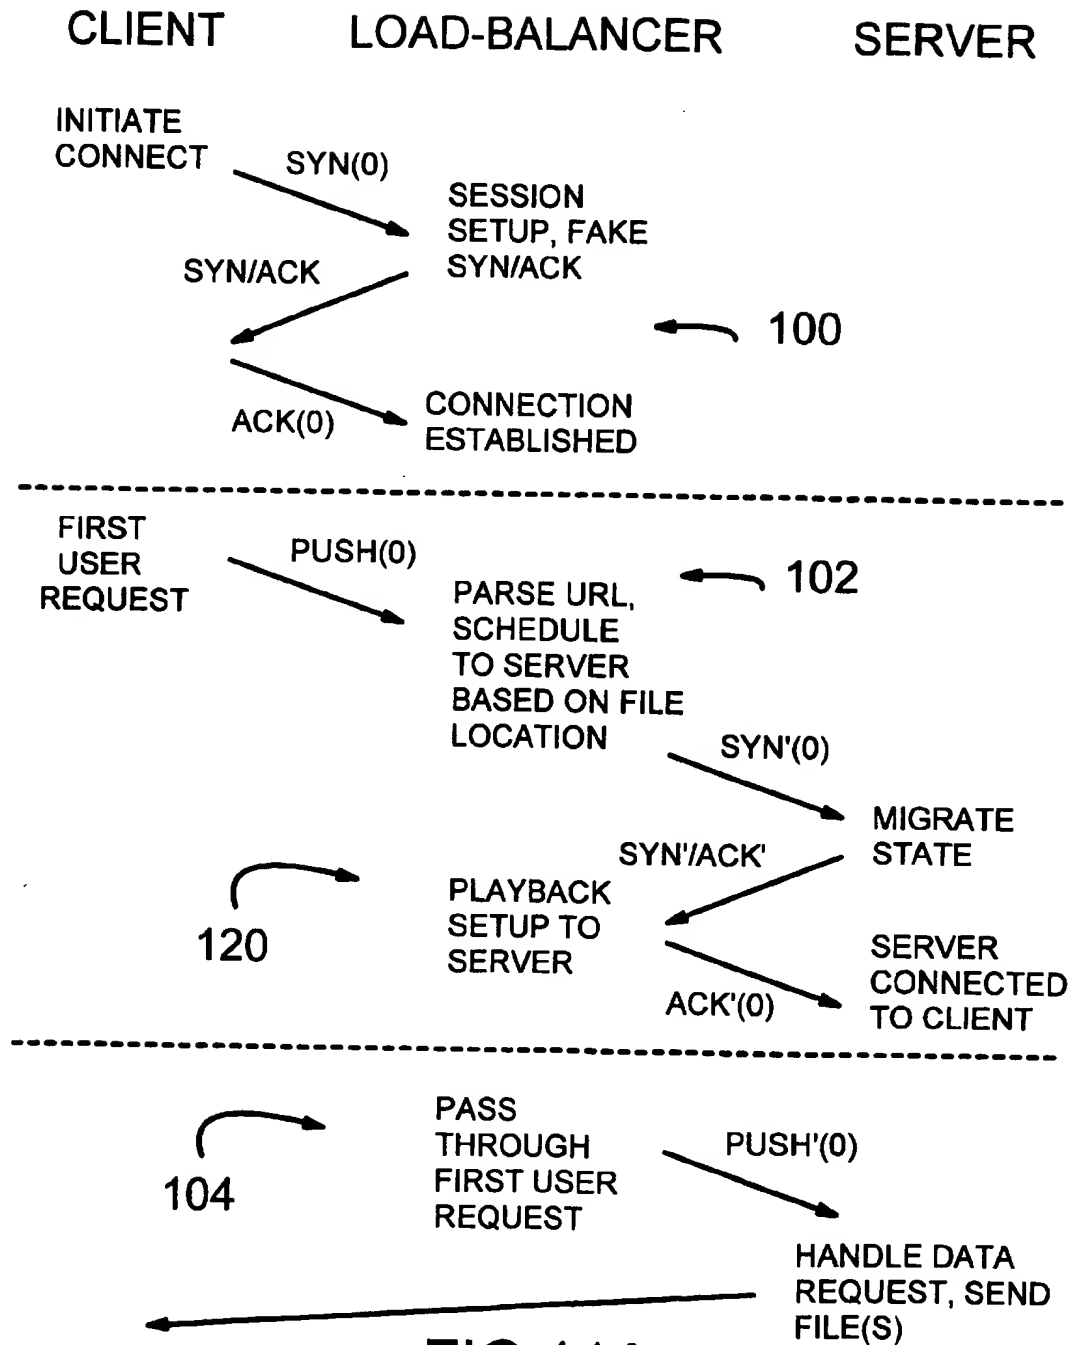 CLIENT LOAD-BALANCER SERVER
INITIATE
CONNECT
SYN(0)
SESSION
SETUP, FAKE
SYN/ACK
SYN/ACK
100
ACK(0)
CONNECTION
ESTABLISHED
FIRST
USER
REQUEST
PUSH(0)
102
PARSE URL,
SCHEDULE
TO SERVER
BASED ON FILE
LOCATION
SYN'(0)
MIGRATE
STATE
SYN'/ACK'
120
PLAYBACK
SETUP TO
SERVER
ACK'(0)
SERVER
CONNECTED
TO CLIENT
104
PASS
THROUGH
FIRST USER
REQUEST
PUSH'(0)
HANDLE DATA
REQUEST, SEND
FILE(S)